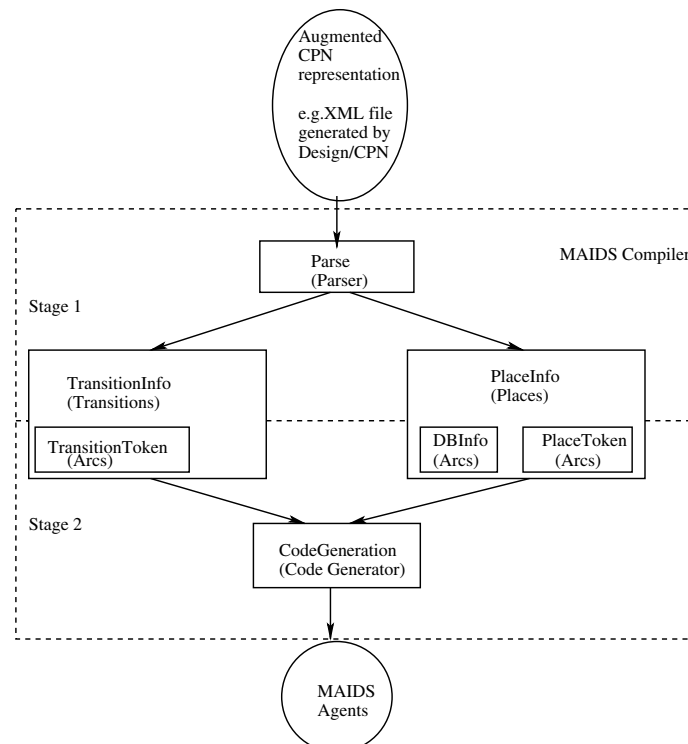 Augmented
CPN
representation
e.g.XML file
generated by
Design/CPN
MAIDS Compiler
Parse
(Parser)
Stage 1
TransitionInfo
(Transitions)
PlaceInfo
(Places)
TransitionToken
(Arcs)
DBInfo
(Arcs)
PlaceToken
(Arcs)
Stage 2
CodeGeneration
(Code Generator)
MAIDS
Agents